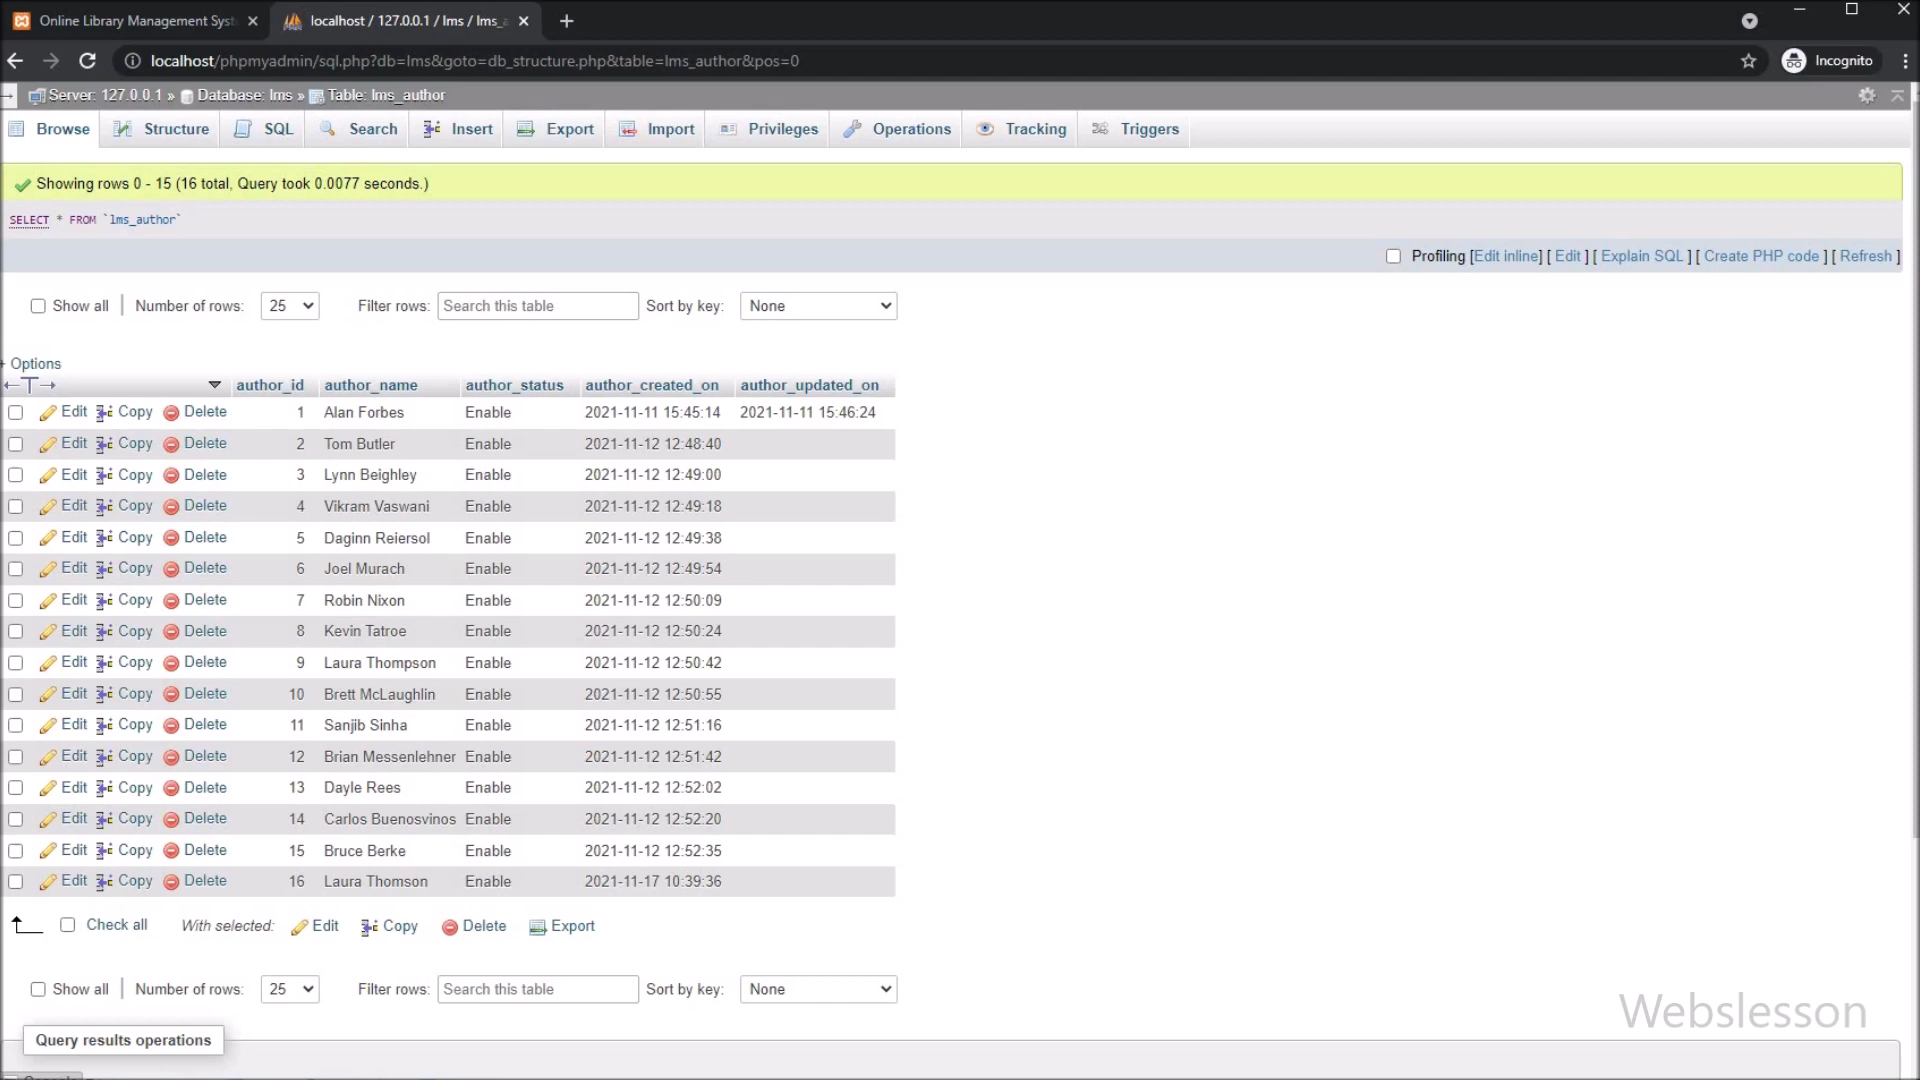 Online Library Management Syst
localhost / 127.0.0.1 / lms / lms_a
localhost/phpmyadmin/sql.php?db=lms&goto=db_structure.php&table=lms_author&pos=0
Incognito
Server: 127.0.0.1 » Database: lms » Table: lms_author
Browse Structure SQL Search Insert Export Import Privileges Operations Tracking Triggers
Showing rows 0 - 15 (16 total, Query took 0.0077 seconds.)
SELECT * FROM `lms_author`
Profiling [Edit inline] [ Edit ] [ Explain SQL ] [ Create PHP code ] [ Refresh ]
Show all | Number of rows: 25 Filter rows: Search this table Sort by key: None
+ Options
author_id author_name author_status author_created_on author_updated_on
Edit Copy Delete 1 Alan Forbes Enable 2021-11-11 15:45:14 2021-11-11 15:46:24
Edit Copy Delete 2 Tom Butler Enable 2021-11-12 12:48:40
Edit Copy Delete 3 Lynn Beighley Enable 2021-11-12 12:49:00
Edit Copy Delete 4 Vikram Vaswani Enable 2021-11-12 12:49:18
Edit Copy Delete 5 Daginn Reiersol Enable 2021-11-12 12:49:38
Edit Copy Delete 6 Joel Murach Enable 2021-11-12 12:49:54
Edit Copy Delete 7 Robin Nixon Enable 2021-11-12 12:50:09
Edit Copy Delete 8 Kevin Tatroe Enable 2021-11-12 12:50:24
Edit Copy Delete 9 Laura Thompson Enable 2021-11-12 12:50:42
Edit Copy Delete 10 Brett McLaughlin Enable 2021-11-12 12:50:55
Edit Copy Delete 11 Sanjib Sinha Enable 2021-11-12 12:51:16
Edit Copy Delete 12 Brian Messenlehner Enable 2021-11-12 12:51:42
Edit Copy Delete 13 Dayle Rees Enable 2021-11-12 12:52:02
Edit Copy Delete 14 Carlos Buenosvinos Enable 2021-11-12 12:52:20
Edit Copy Delete 15 Bruce Berke Enable 2021-11-12 12:52:35
Edit Copy Delete 16 Laura Thomson Enable 2021-11-17 10:39:36
Check all With selected: Edit Copy Delete Export
Show all | Number of rows: 25 Filter rows: Search this table Sort by key: None
Webslesson
Query results operations